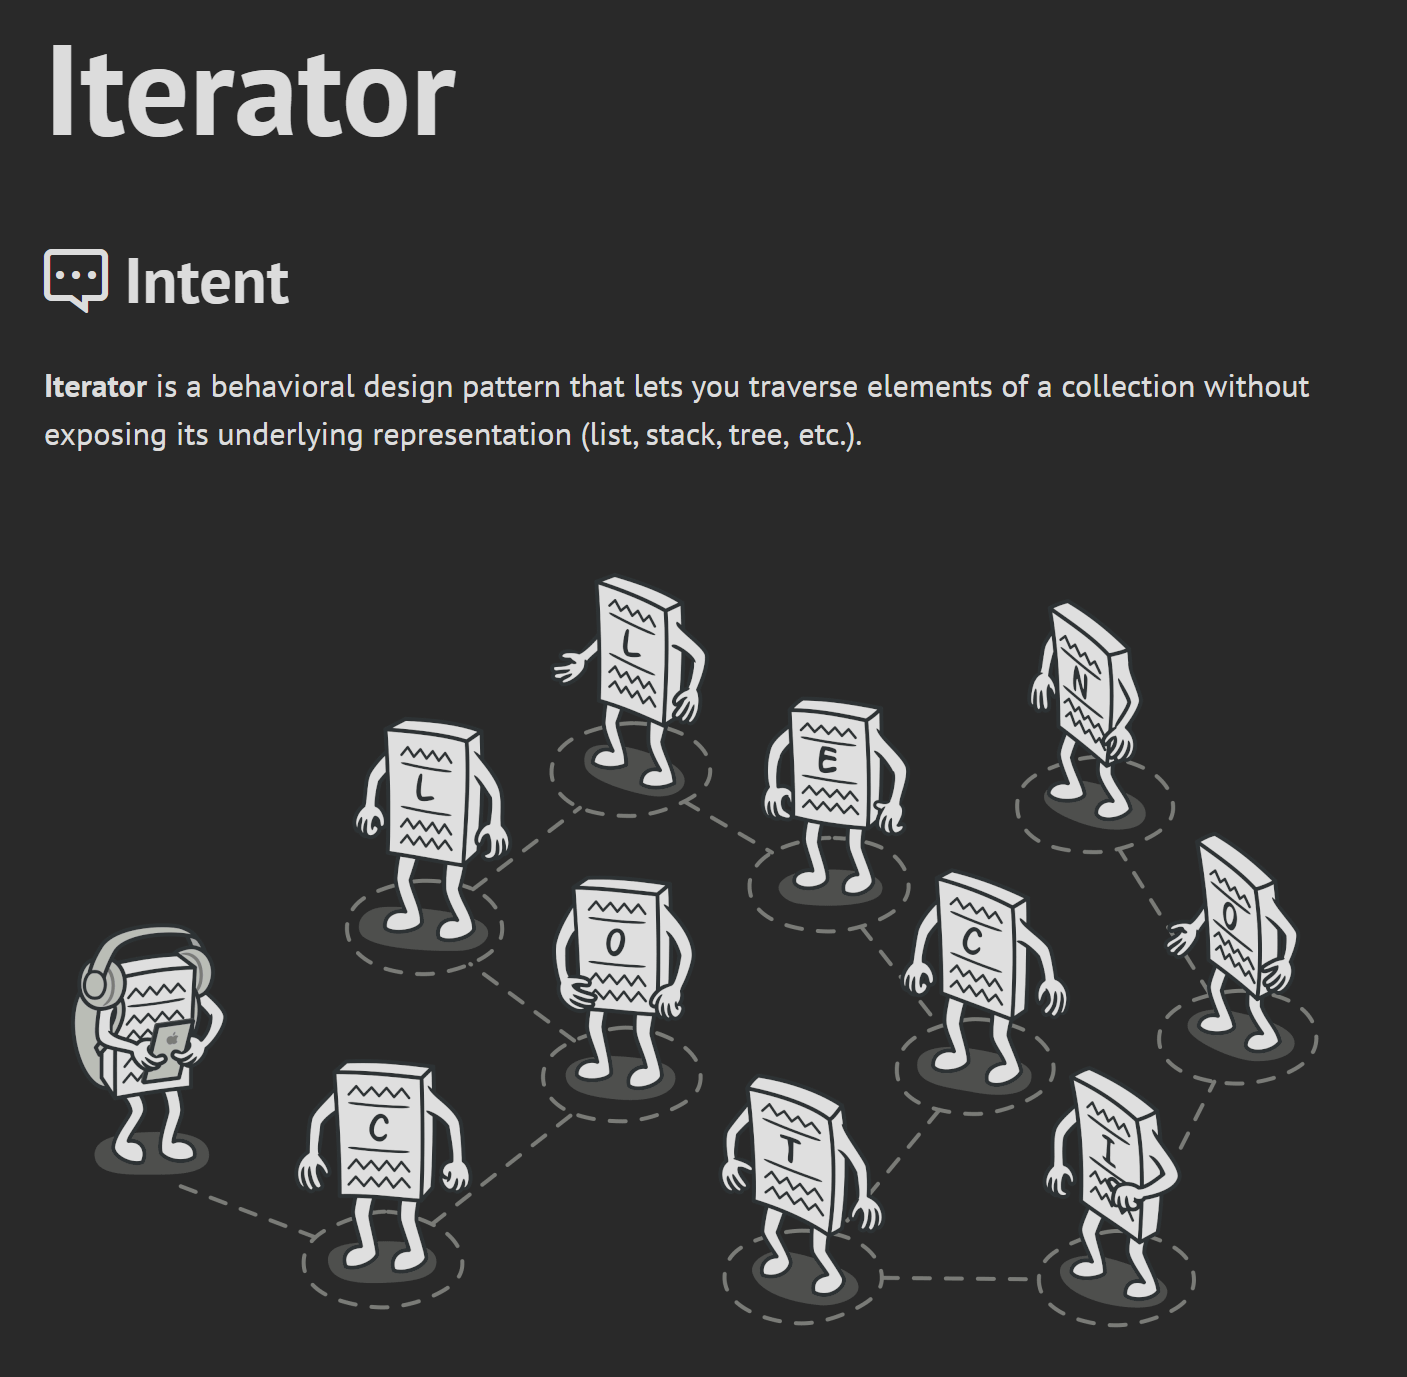 Iterator
Intent
Iterator is a behavioral design pattern that lets you traverse elements of a collection without
exposing its underlying representation (list, stack, tree, etc.).
C
O
L
L
E
C
T
I
O
N